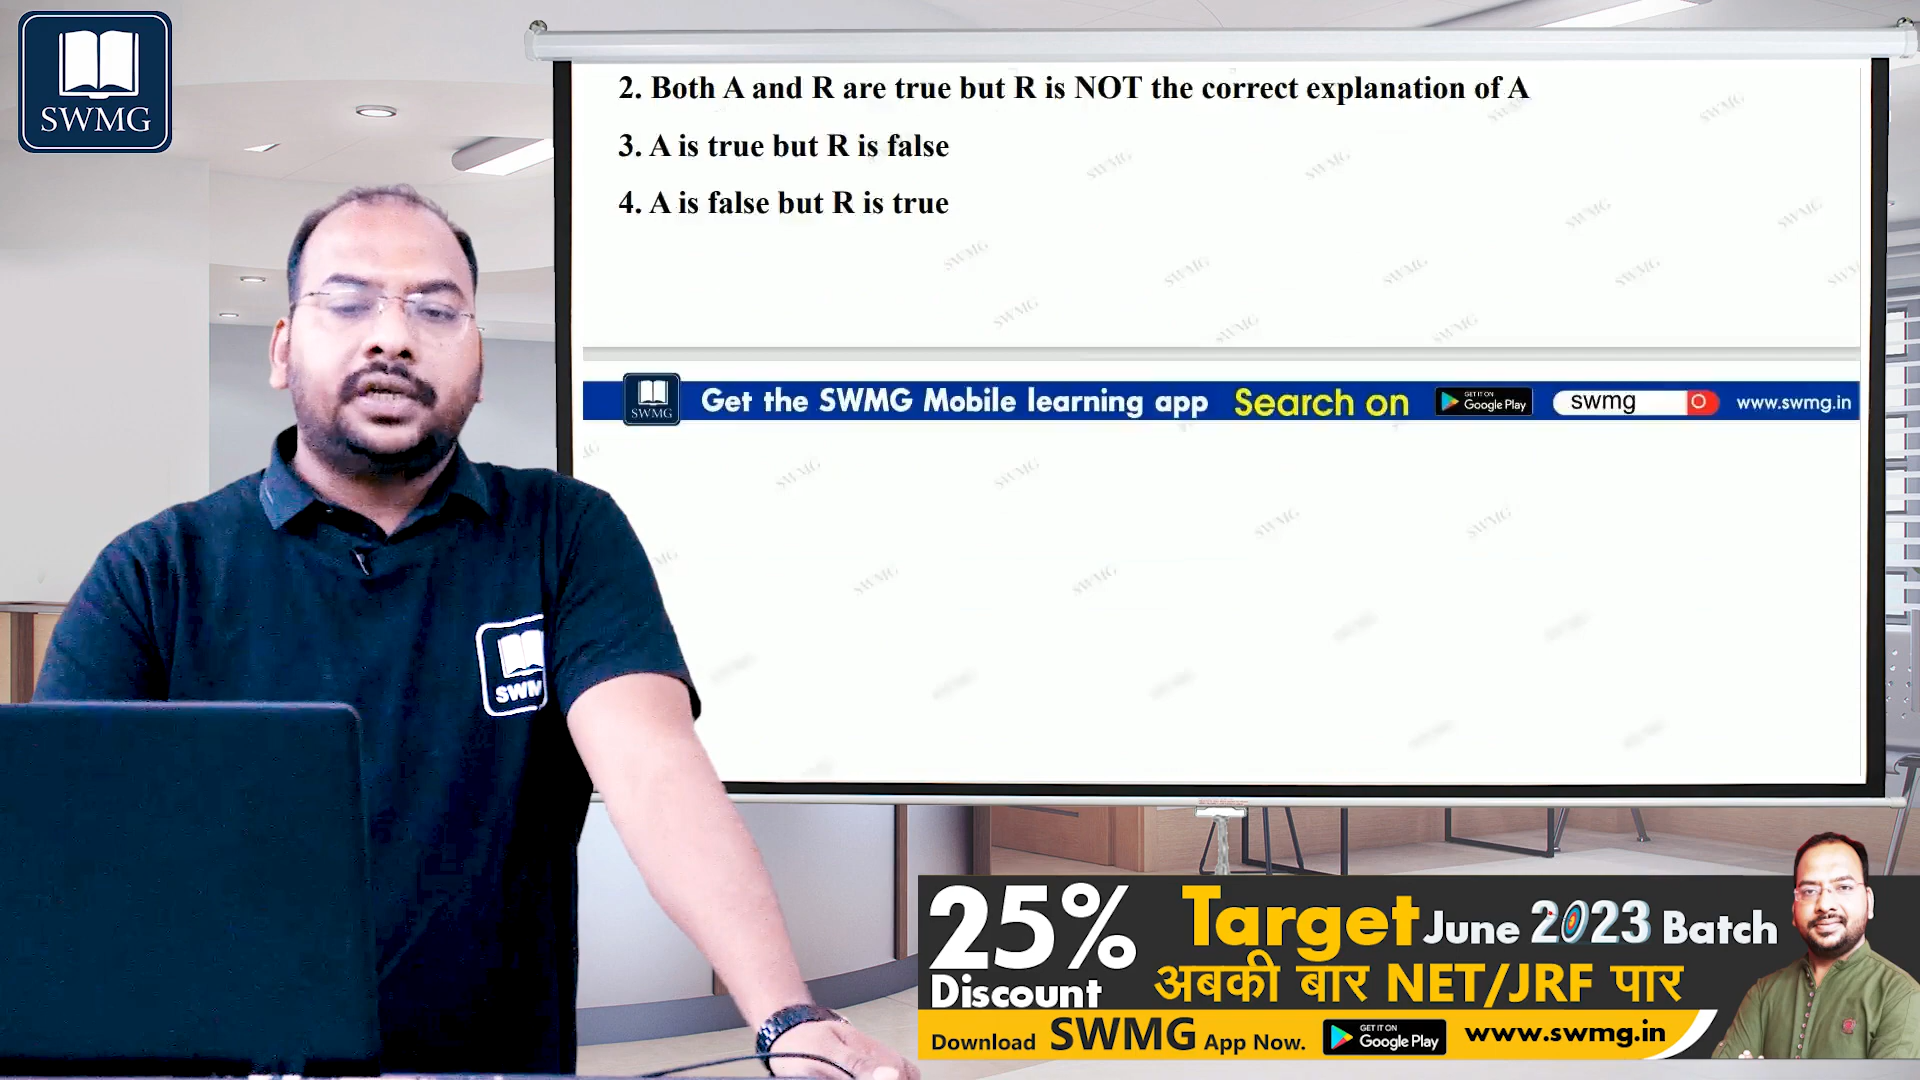 SWMG
2. Both A and R are true but R is NOT the correct explanation of A
3. A is true but R is false
4. A is false but R is true
SWMG
Get the SWMG Mobile learning app Search on GET IT ON Google Play swmg www.swmg.in
SWM
25% Discount
Target June 2023 Batch
अबकी बार NET/JRF पार
Download SWMG App Now. GET IT ON Google Play www.swmg.in